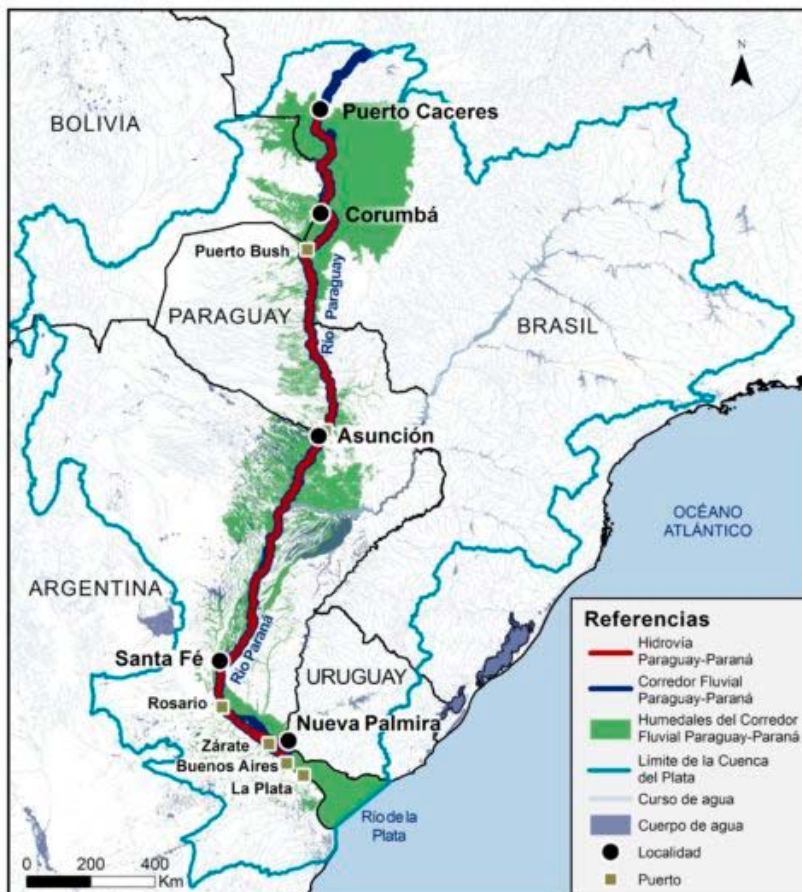 N
BOLIVIA
Puerto Caceres
Corumbá
Puerto Bush
Río Paraguay
PARAGUAY
BRASIL
Asunción
OCÉANO
ATLÁNTICO
ARGENTINA
Río Paraná
Santa Fé
URUGUAY
Rosario
Nueva Palmira
Zárate
Buenos Aires
La Plata
Río de la
Plata
0 200 400
Km
Referencias
Hidrovía
Paraguay-Paraná
Corredor Fluvial
Paraguay-Paraná
Humedales del Corredor
Fluvial Paraguay-Paraná
Límite de la Cuenca
del Plata
Curso de agua
Cuerpo de agua
Localidad
Puerto